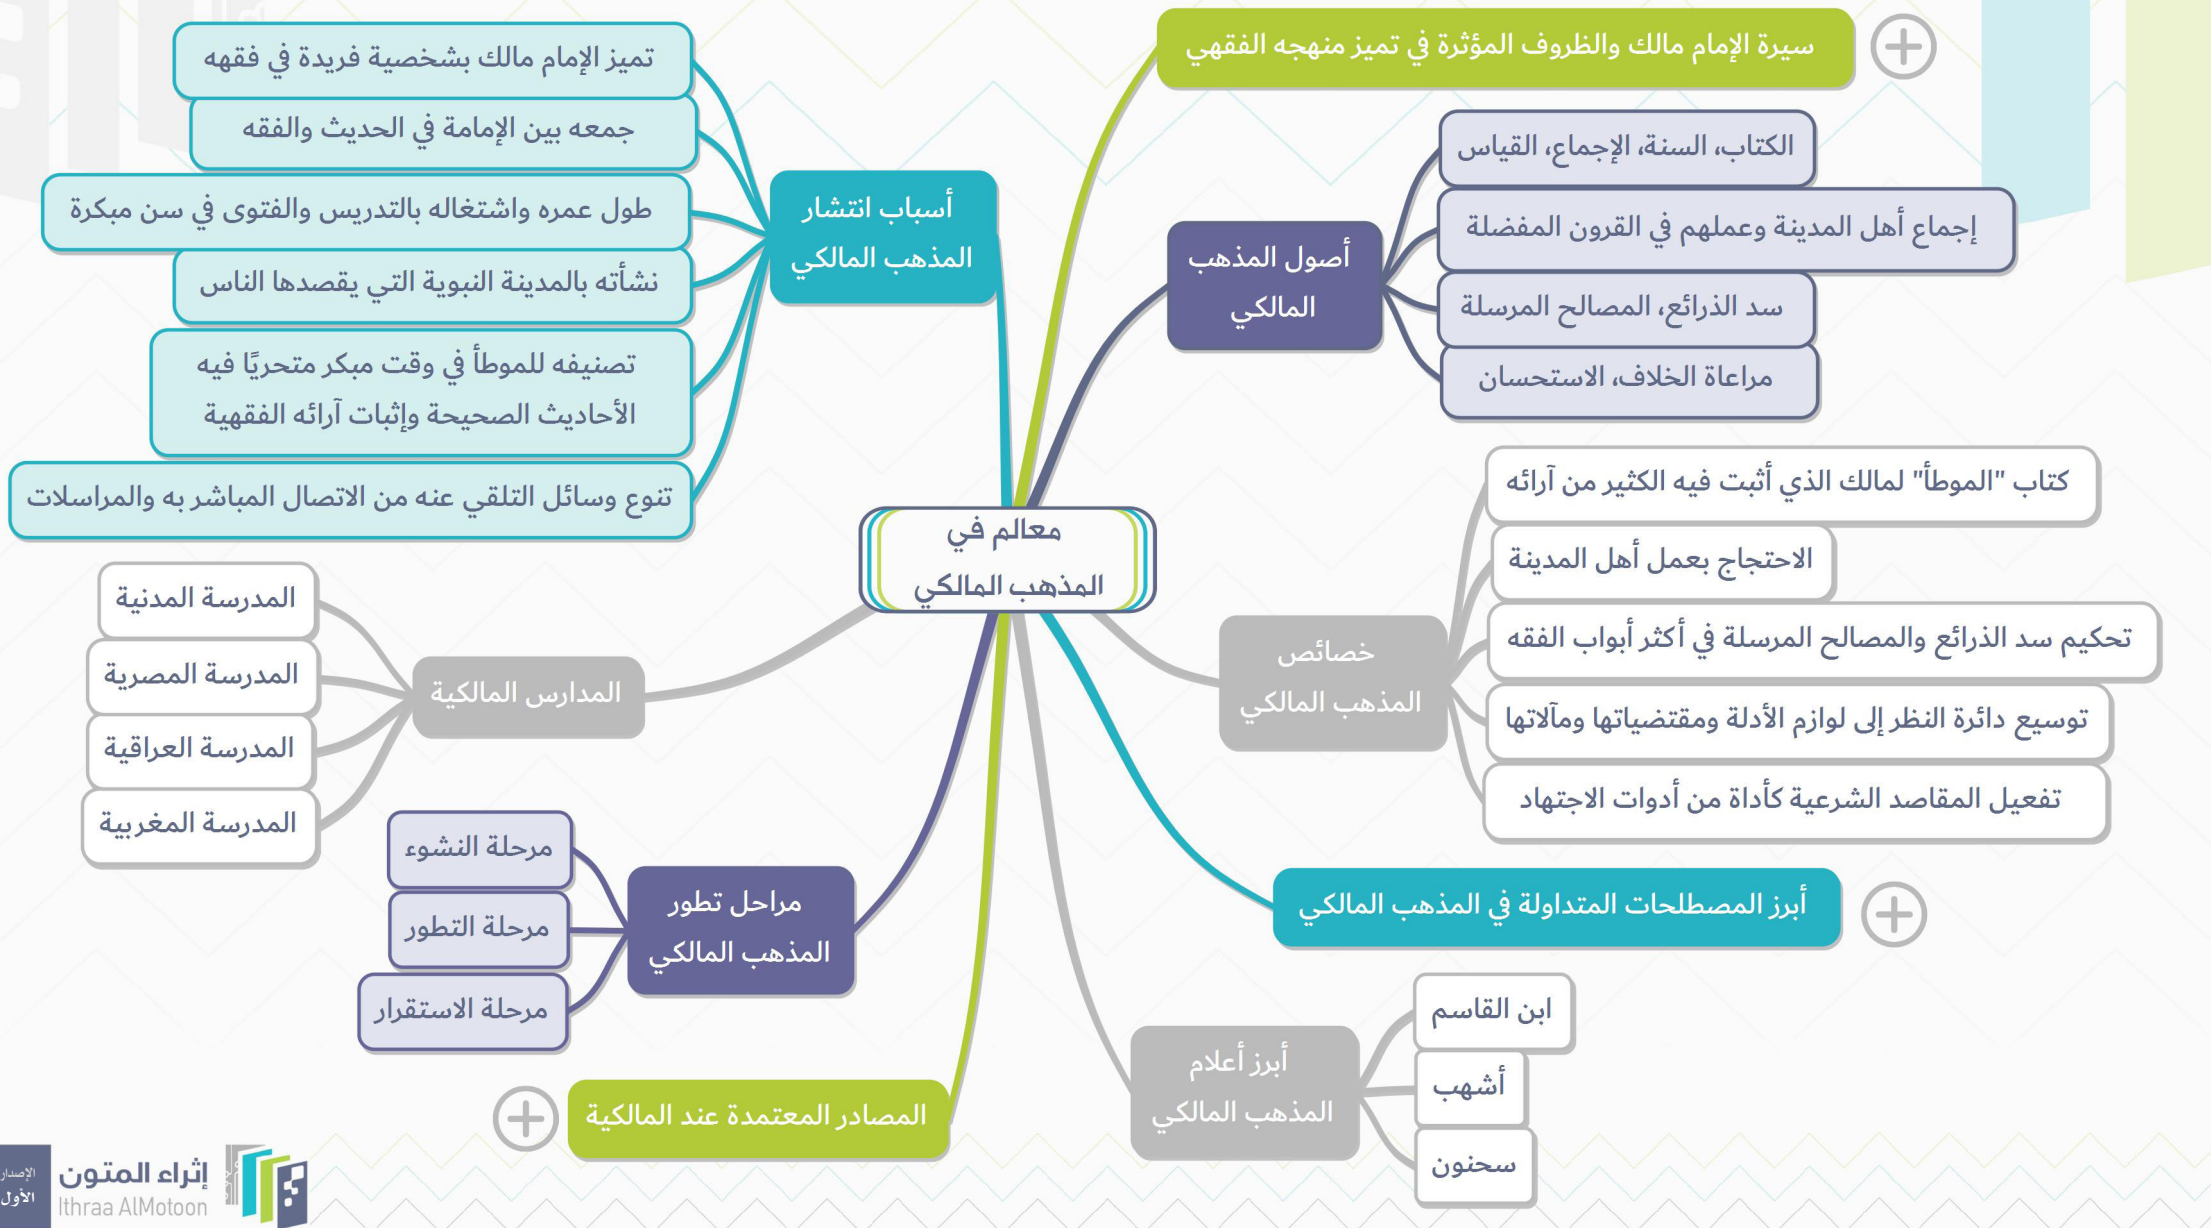 سيرة الإمام مالك والظروف المؤثرة في تميز منهجه الفقهي
أصول المذهب
المالكي
الكتاب، السنة، الإجماع، القياس
إجماع أهل المدينة وعملهم في القرون المفضلة
سد الذرائع، المصالح المرسلة
مراعاة الخلاف، الاستحسان
خصائص
المذهب المالكي
كتاب "الموطأ" لمالك الذي أثبت فيه الكثير من آرائه
الاحتجاج بعمل أهل المدينة
تحكيم سد الذرائع والمصالح المرسلة في أكثر أبواب الفقه
توسيع دائرة النظر إلى لوازم الأدلة ومقتضياتها ومآلاتها
تفعيل المقاصد الشرعية كأداة من أدوات الاجتهاد
أبرز المصطلحات المتداولة في المذهب المالكي
أبرز أعلام
المذهب المالكي
ابن القاسم
أشهب
سحنون
معالم في
المذهب المالكي
أسباب انتشار
المذهب المالكي
تميز الإمام مالك بشخصية فريدة في فقهه
جمعه بين الإمامة في الحديث والفقه
طول عمره واشتغاله بالتدريس والفتوى في سن مبكرة
نشأته بالمدينة النبوية التي يقصدها الناس
تصنيفه للموطأ في وقت مبكر متحريًا فيه
الأحاديث الصحيحة وإثبات آرائه الفقهية
تنوع وسائل التلقي عنه من الاتصال المباشر به والمراسلات
المدارس المالكية
المدرسة المدنية
المدرسة المصرية
المدرسة العراقية
المدرسة المغربية
مراحل تطور
المذهب المالكي
مرحلة النشوء
مرحلة التطور
مرحلة الاستقرار
المصادر المعتمدة عند المالكية
إثراء المتون
Ithraa AlMotoon
الإصدار
الأول